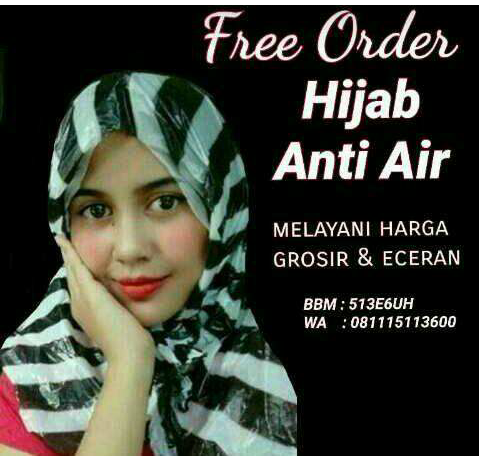 Free Order
Hijab
Anti Air
MELAYANI HARGA
GROSIR & ECERAN
BBM : 513E6UH
WA : 081115113600